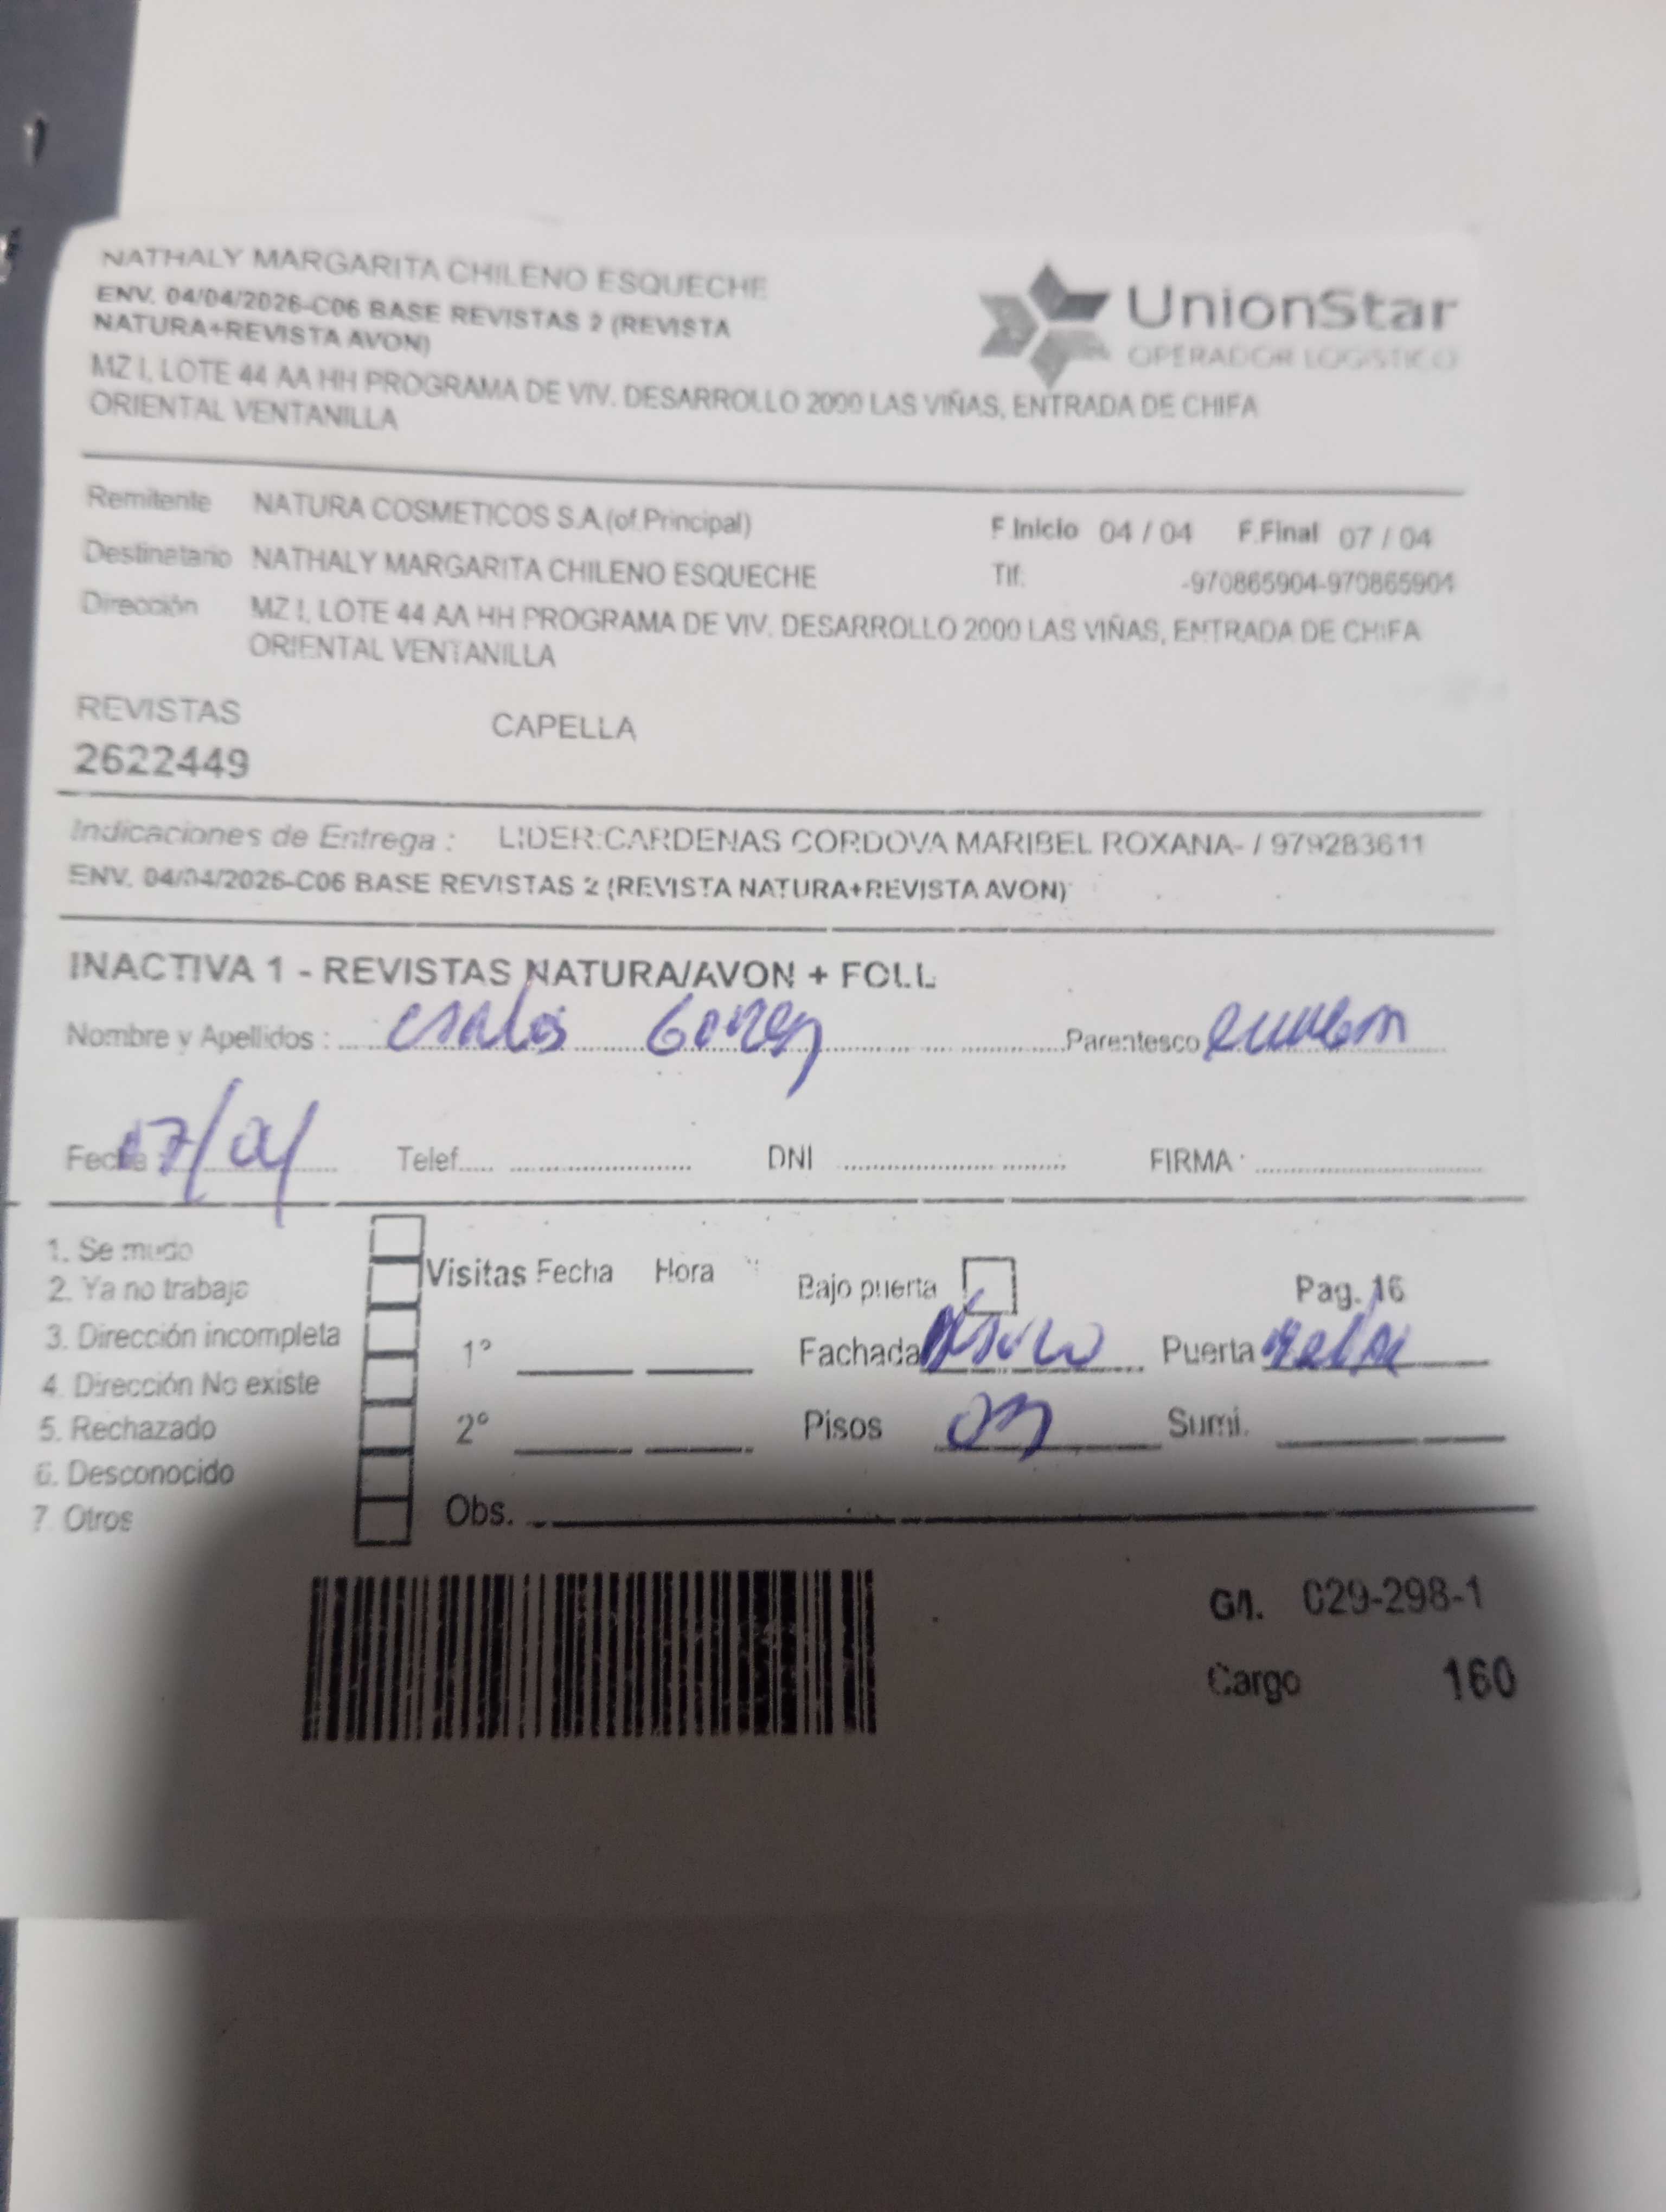 NATHALY MARGARITA CHILENO ESQUECHE
ENV. 04/04/2026-C06 BASE REVISTAS 2 (REVISTA
NATURA+REVISTA AVON)
MZ I, LOTE 44 AA HH PROGRAMA DE VIV. DESARROLLO 2000 LAS VIÑAS, ENTRADA DE CHIFA
ORIENTAL VENTANILLA
UnionStar
OPERADOR LOGISTICO
Remitente NATURA COSMETICOS S.A.(of.Principal)
F.Inicio 04 / 04 F.Final 07 / 04
Destinatario NATHALY MARGARITA CHILENO ESQUECHE
Tlf. -970865904-970865904
Dirección MZ I, LOTE 44 AA HH PROGRAMA DE VIV. DESARROLLO 2000 LAS VIÑAS, ENTRADA DE CHIFA
ORIENTAL VENTANILLA
REVISTAS CAPELLA
2622449
Indicaciones de Entrega : LIDER:CARDENAS CORDOVA MARIBEL ROXANA- / 979283611
ENV. 04/04/2026-C06 BASE REVISTAS 2 (REVISTA NATURA+REVISTA AVON)
INACTIVA 1 - REVISTAS NATURA/AVON + FOLL
Nombre y Apellidos : Parentesco
Fecha 07/04 Telef. DNI FIRMA
1. Se mudo
2. Ya no trabaja
3. Dirección incompleta
4. Dirección No existe
5. Rechazado
6. Desconocido
7. Otros
Visitas Fecha Hora
1°
2°
Obs.
Bajo puerta Pag. 16
Fachada Puerta
Pisos 03 Sumi.
G/I. 029-298-1
Cargo 160